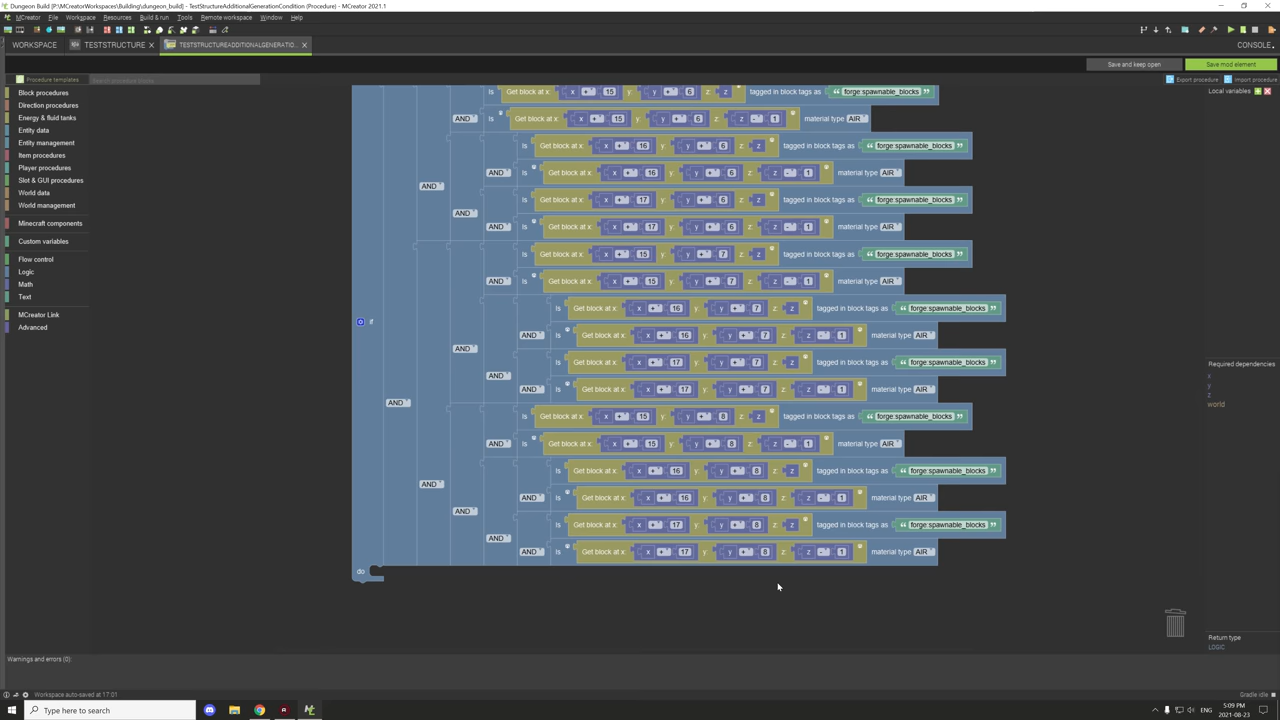 Dungeon Build [P:\MCreatorWorkspaces\Building\dungeon_build] - TestStructureAdditionalGenerationCondition (Procedure) - MCreator 2021.1
MCreator File Workspace Resources Build & run Tools Remote workspace Window Help
WORKSPACE TESTSTRUCTURE TESTSTRUCTUREADDITIONALGENERATIO... CONSOLE
Save and keep open Save mod element
Procedure templates Search procedure blocks Export procedure Import procedure
Local variables
Block procedures
Direction procedures
Energy & fluid tanks
Entity data
Entity management
Item procedures
Player procedures
Slot & GUI procedures
World data
World management
Minecraft components
Custom variables
Flow control
Logic
Math
Text
MCreator Link
Advanced
Is Get block at x: x + 15 y: y + 6 z: z tagged in block tags as “ forge:spawnable_blocks ”
AND Is Get block at x: x + 15 y: y + 6 z: z - 1 material type AIR
Is Get block at x: x + 16 y: y + 6 z: z tagged in block tags as “ forge:spawnable_blocks ”
AND Is Get block at x: x + 16 y: y + 6 z: z - 1 material type AIR
AND
Is Get block at x: x + 17 y: y + 6 z: z tagged in block tags as “ forge:spawnable_blocks ”
AND
AND Is Get block at x: x + 17 y: y + 6 z: z - 1 material type AIR
Is Get block at x: x + 15 y: y + 7 z: z tagged in block tags as “ forge:spawnable_blocks ”
AND Is Get block at x: x + 15 y: y + 7 z: z - 1 material type AIR
Is Get block at x: x + 16 y: y + 7 z: z tagged in block tags as “ forge:spawnable_blocks ”
if
AND Is Get block at x: x + 16 y: y + 7 z: z - 1 material type AIR
AND
Is Get block at x: x + 17 y: y + 7 z: z tagged in block tags as “ forge:spawnable_blocks ”
AND
AND Is Get block at x: x + 17 y: y + 7 z: z - 1 material type AIR
AND
Is Get block at x: x + 15 y: y + 8 z: z tagged in block tags as “ forge:spawnable_blocks ”
AND Is Get block at x: x + 15 y: y + 8 z: z - 1 material type AIR
Is Get block at x: x + 16 y: y + 8 z: z tagged in block tags as “ forge:spawnable_blocks ”
AND
AND Is Get block at x: x + 16 y: y + 8 z: z - 1 material type AIR
AND
Is Get block at x: x + 17 y: y + 8 z: z tagged in block tags as “ forge:spawnable_blocks ”
AND
AND Is Get block at x: x + 17 y: y + 8 z: z - 1 material type AIR
do
Required dependencies
x
y
z
world
Return type
LOGIC
Warnings and errors (0):
Workspace auto-saved at 17:01 Gradle idle
Type here to search ENG 5:09 PM
2021-08-23